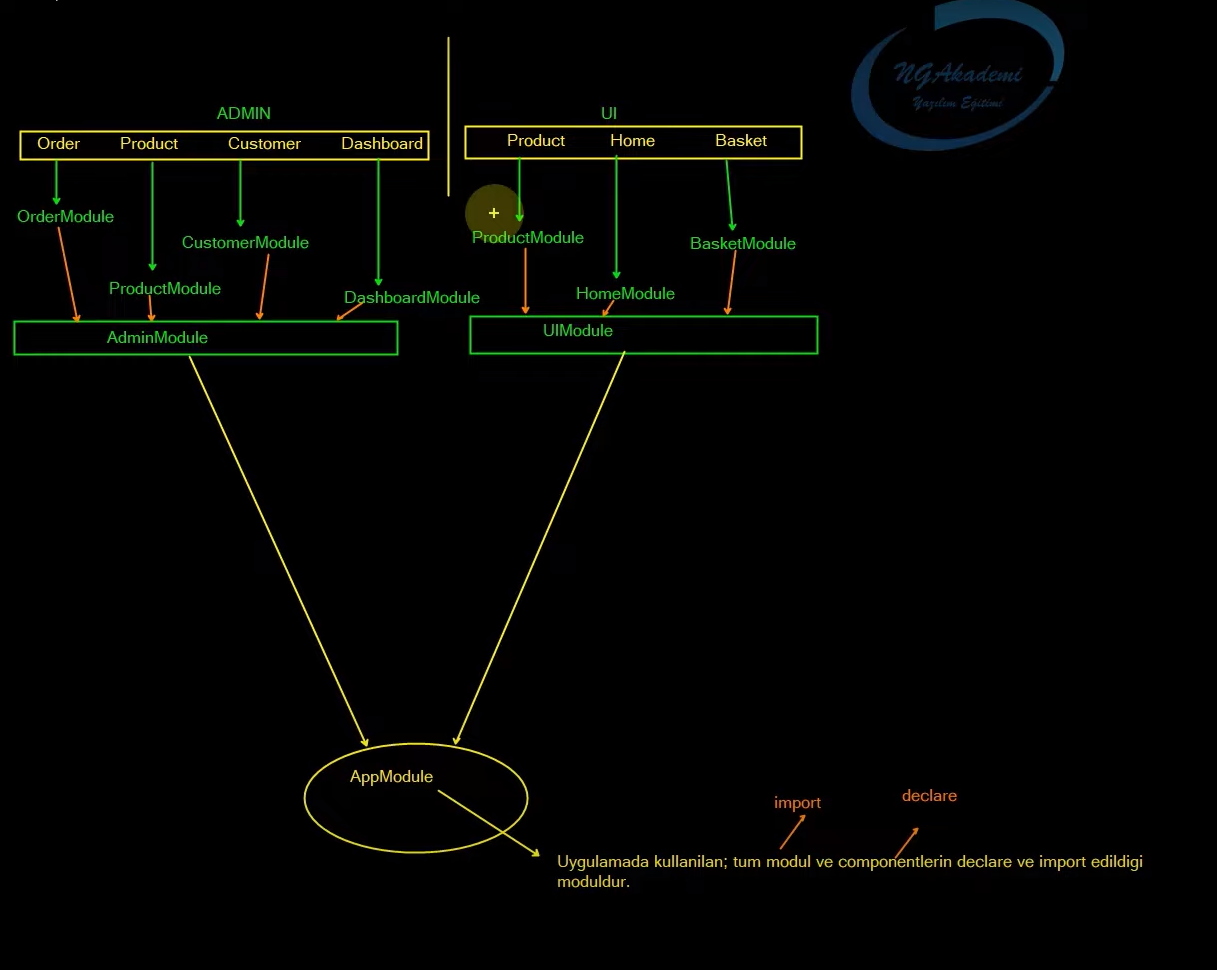 NGAkademi
Yazılım Eğitimi
ADMIN
UI
Order Product Customer Dashboard
Product Home Basket
OrderModule
CustomerModule
ProductModule
DashboardModule
AdminModule
ProductModule
BasketModule
HomeModule
UIModule
AppModule
import
declare
Uygulamada kullanilan; tum modul ve componentlerin declare ve import edildigi
moduldur.